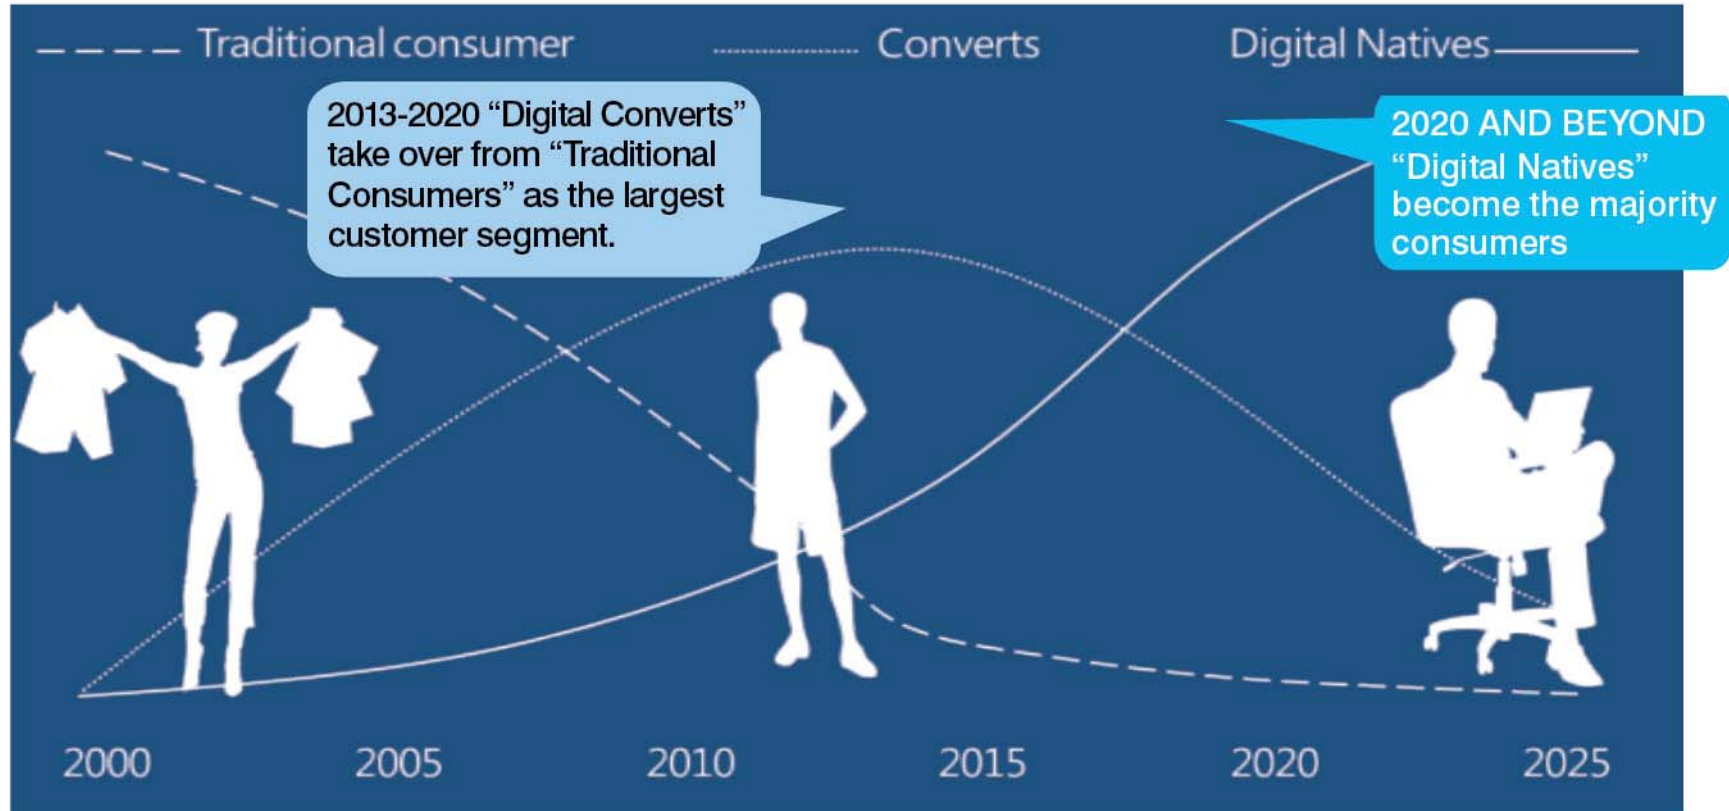 Traditional consumer
Converts
Digital Natives
2013-2020 “Digital Converts”
take over from “Traditional
Consumers” as the largest
customer segment.
2020 AND BEYOND
“Digital Natives”
become the majority
consumers
2000
2005
2010
2015
2020
2025